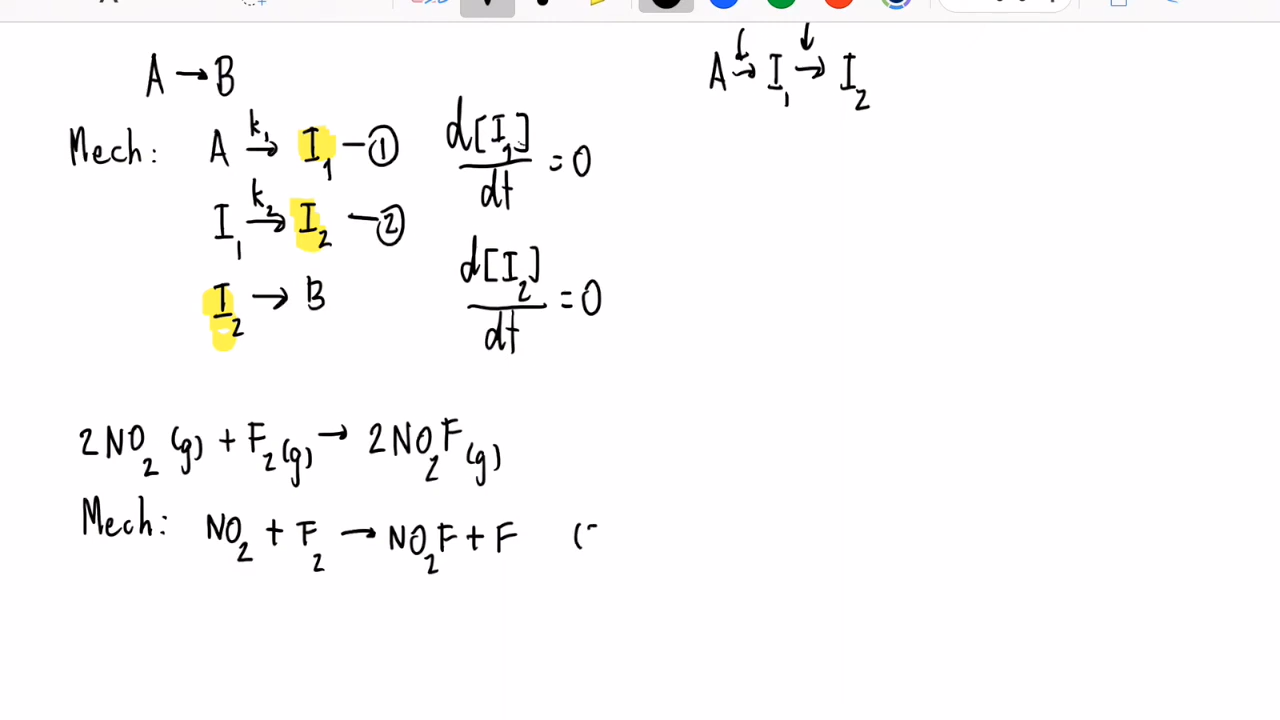 A → B
A → I₁ → I₂
Mech: A →k₁ I₁ — ①
d[I₁]/dt = 0
I₁ →k₂ I₂ — ②
d[I₂]/dt = 0
I₂ → B
2NO₂(g) + F₂(g) → 2NO₂F(g)
Mech: NO₂ + F₂ → NO₂F + F (